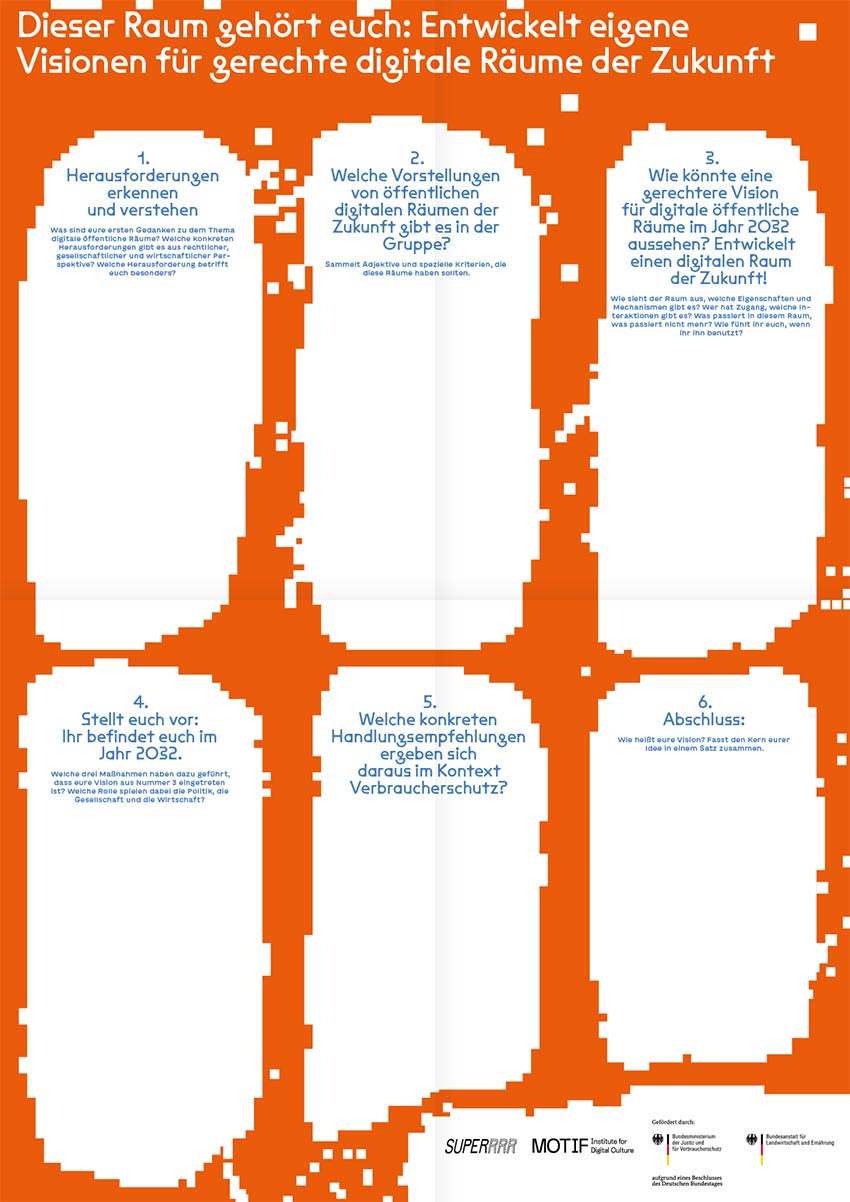 Dieser Raum gehört euch: Entwickelt eigene
Visionen für gerechte digitale Räume der Zukunft
1.
Herausforderungen
erkennen
und verstehen
Was sind eure ersten Gedanken zu dem Thema
digitale öffentliche Räume? Welche konkreten
Herausforderungen gibt es aus rechtlicher,
gesellschaftlicher und wirtschaftlicher Per-
spektive? Welche Herausforderung betrifft
euch besonders?
2.
Welche Vorstellungen
von öffentlichen
digitalen Räumen der
Zukunft gibt es in der
Gruppe?
Sammelt Adjektive und spezielle Kriterien, die
diese Räume haben sollten.
3.
Wie könnte eine
gerechtere Vision
für digitale öffentliche
Räume im Jahr 2032
aussehen? Entwickelt
einen digitalen Raum
der Zukunft!
Wie sieht der Raum aus, welche Eigenschaften und
Mechanismen gibt es? Wer hat Zugang, welche In-
teraktionen gibt es? Was passiert in diesem Raum,
was passiert nicht mehr? Wie fühlt ihr euch, wenn
ihr ihn benutzt?
4.
Stellt euch vor:
Ihr befindet euch im
Jahr 2032.
Welche drei Maßnahmen haben dazu geführt,
dass eure Vision aus Nummer 3 eingetreten
ist? Welche Rolle spielen dabei die Politik, die
Gesellschaft und die Wirtschaft?
5.
Welche konkreten
Handlungsempfehlungen
ergeben sich
daraus im Kontext
Verbraucherschutz?
6.
Abschluss:
Wie heißt eure Vision? Fasst den Kern eurer
Idee in einem Satz zusammen.
SUPERRRR
MOTIF Institute for
Digital Culture
Gefördert durch:
Bundesministerium
der Justiz und
für Verbraucherschutz
Bundesanstalt für
Landwirtschaft und Ernährung
aufgrund eines Beschlusses
des Deutschen Bundestages